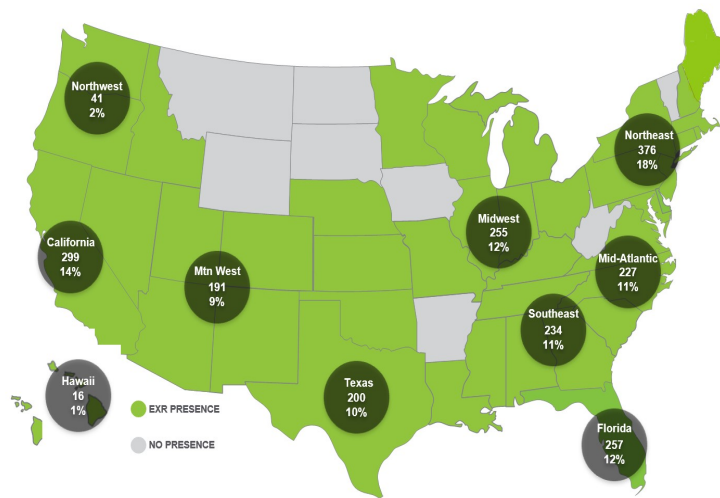 Northwest
41
2%
Northeast
376
18%
California
299
14%
Mtn West
191
9%
Midwest
255
12%
Mid-Atlantic
227
11%
Southeast
234
11%
Hawaii
16
1%
Texas
200
10%
Florida
257
12%
EXR PRESENCE
NO PRESENCE